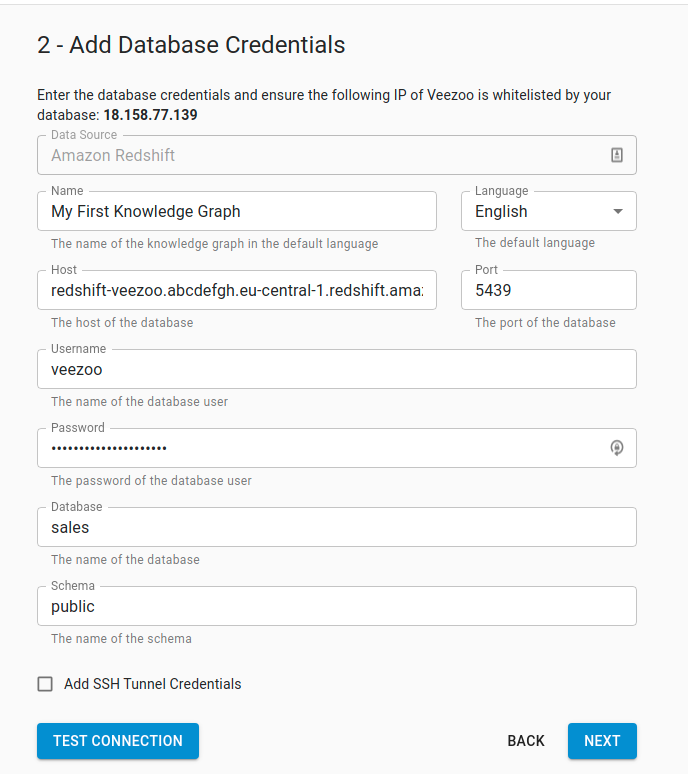 2 - Add Database Credentials
Enter the database credentials and ensure the following IP of Veezoo is whitelisted by your
database: 18.158.77.139
Data Source
Amazon Redshift
Name
My First Knowledge Graph
The name of the knowledge graph in the default language
Language
English
The default language
Host
redshift-veezoo.abcdefgh.eu-central-1.redshift.ama
The host of the database
Port
5439
The port of the database
Username
veezoo
The name of the database user
Password
•••••••••••••••••••••
The password of the database user
Database
sales
The name of the database
Schema
public
The name of the schema
Add SSH Tunnel Credentials
TEST CONNECTION
BACK
NEXT